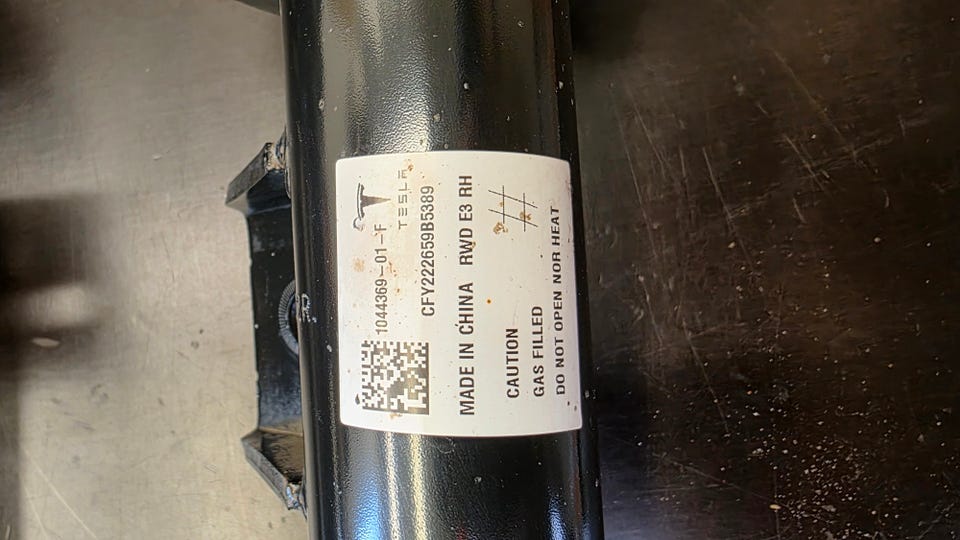 1044369-01-F
TESLA
CFY222659B5389
MADE IN CHINA RWD E3 RH
CAUTION
GAS FILLED
DO NOT OPEN NOR HEAT